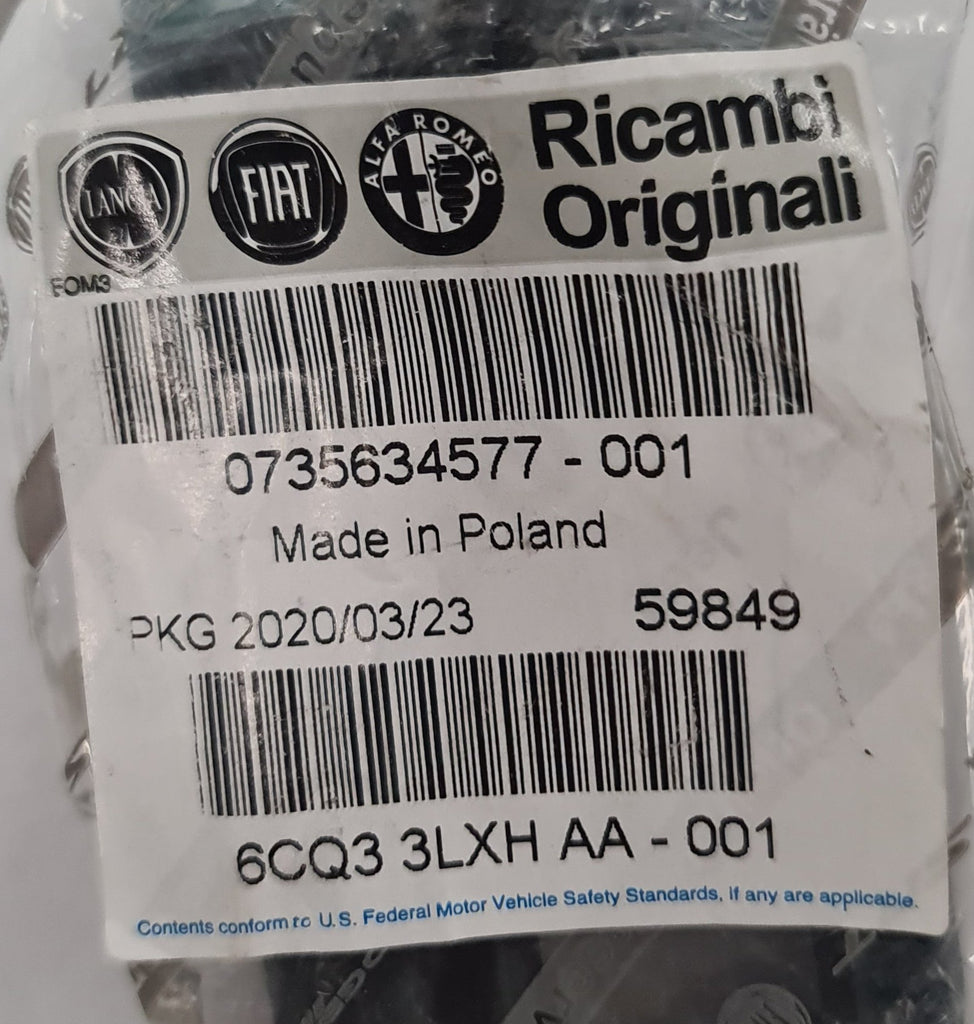 LANCIA
FIAT
ALFA ROMEO
Ricambi
Originali
FOM3
0735634577 - 001
Made in Poland
PKG 2020/03/23 59849
6CQ3 3LXH AA - 001
Contents conform to U.S. Federal Motor Vehicle Safety Standards, if any are applicable.